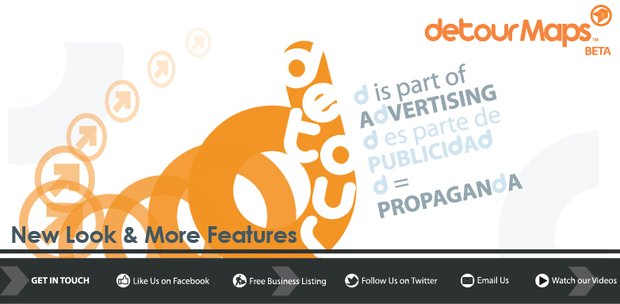 detourMaps™
BETA
detour
d is part of
AdVERTISING
d es parte de
PUBLICIdAd
d =
PROPAGANdA
New Look & More Features
GET IN TOUCH
Like Us on Facebook
Free Business Listing
Follow Us on Twitter
Email Us
Watch our Videos